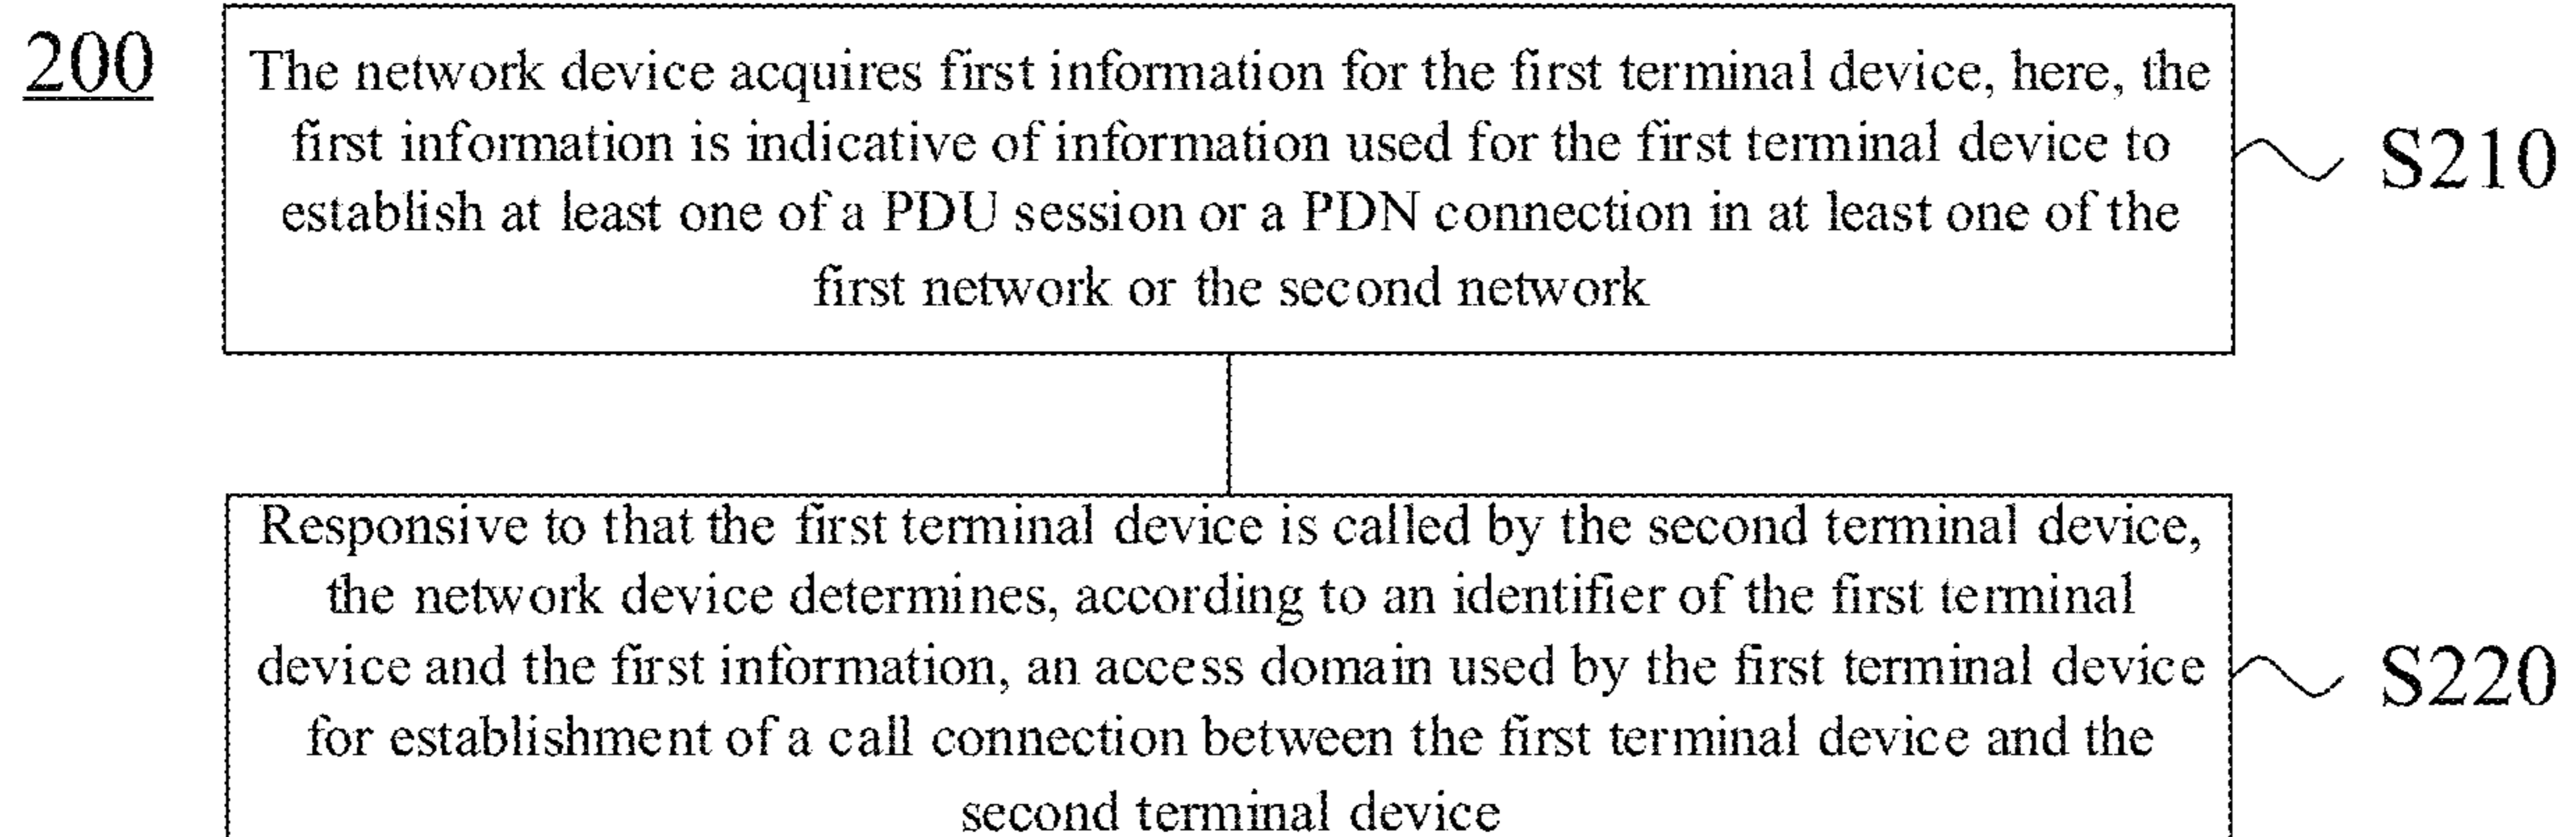 200
The network device acquires first information for the first terminal device, here, the
first information is indicative of information used for the first terminal device to
establish at least one of a PDU session or a PDN connection in at least one of the
first network or the second network
S210
Responsive to that the first terminal device is called by the second terminal device,
the network device determines, according to an identifier of the first terminal
device and the first information, an access domain used by the first terminal device
for establishment of a call connection between the first terminal device and the
second terminal device
S220